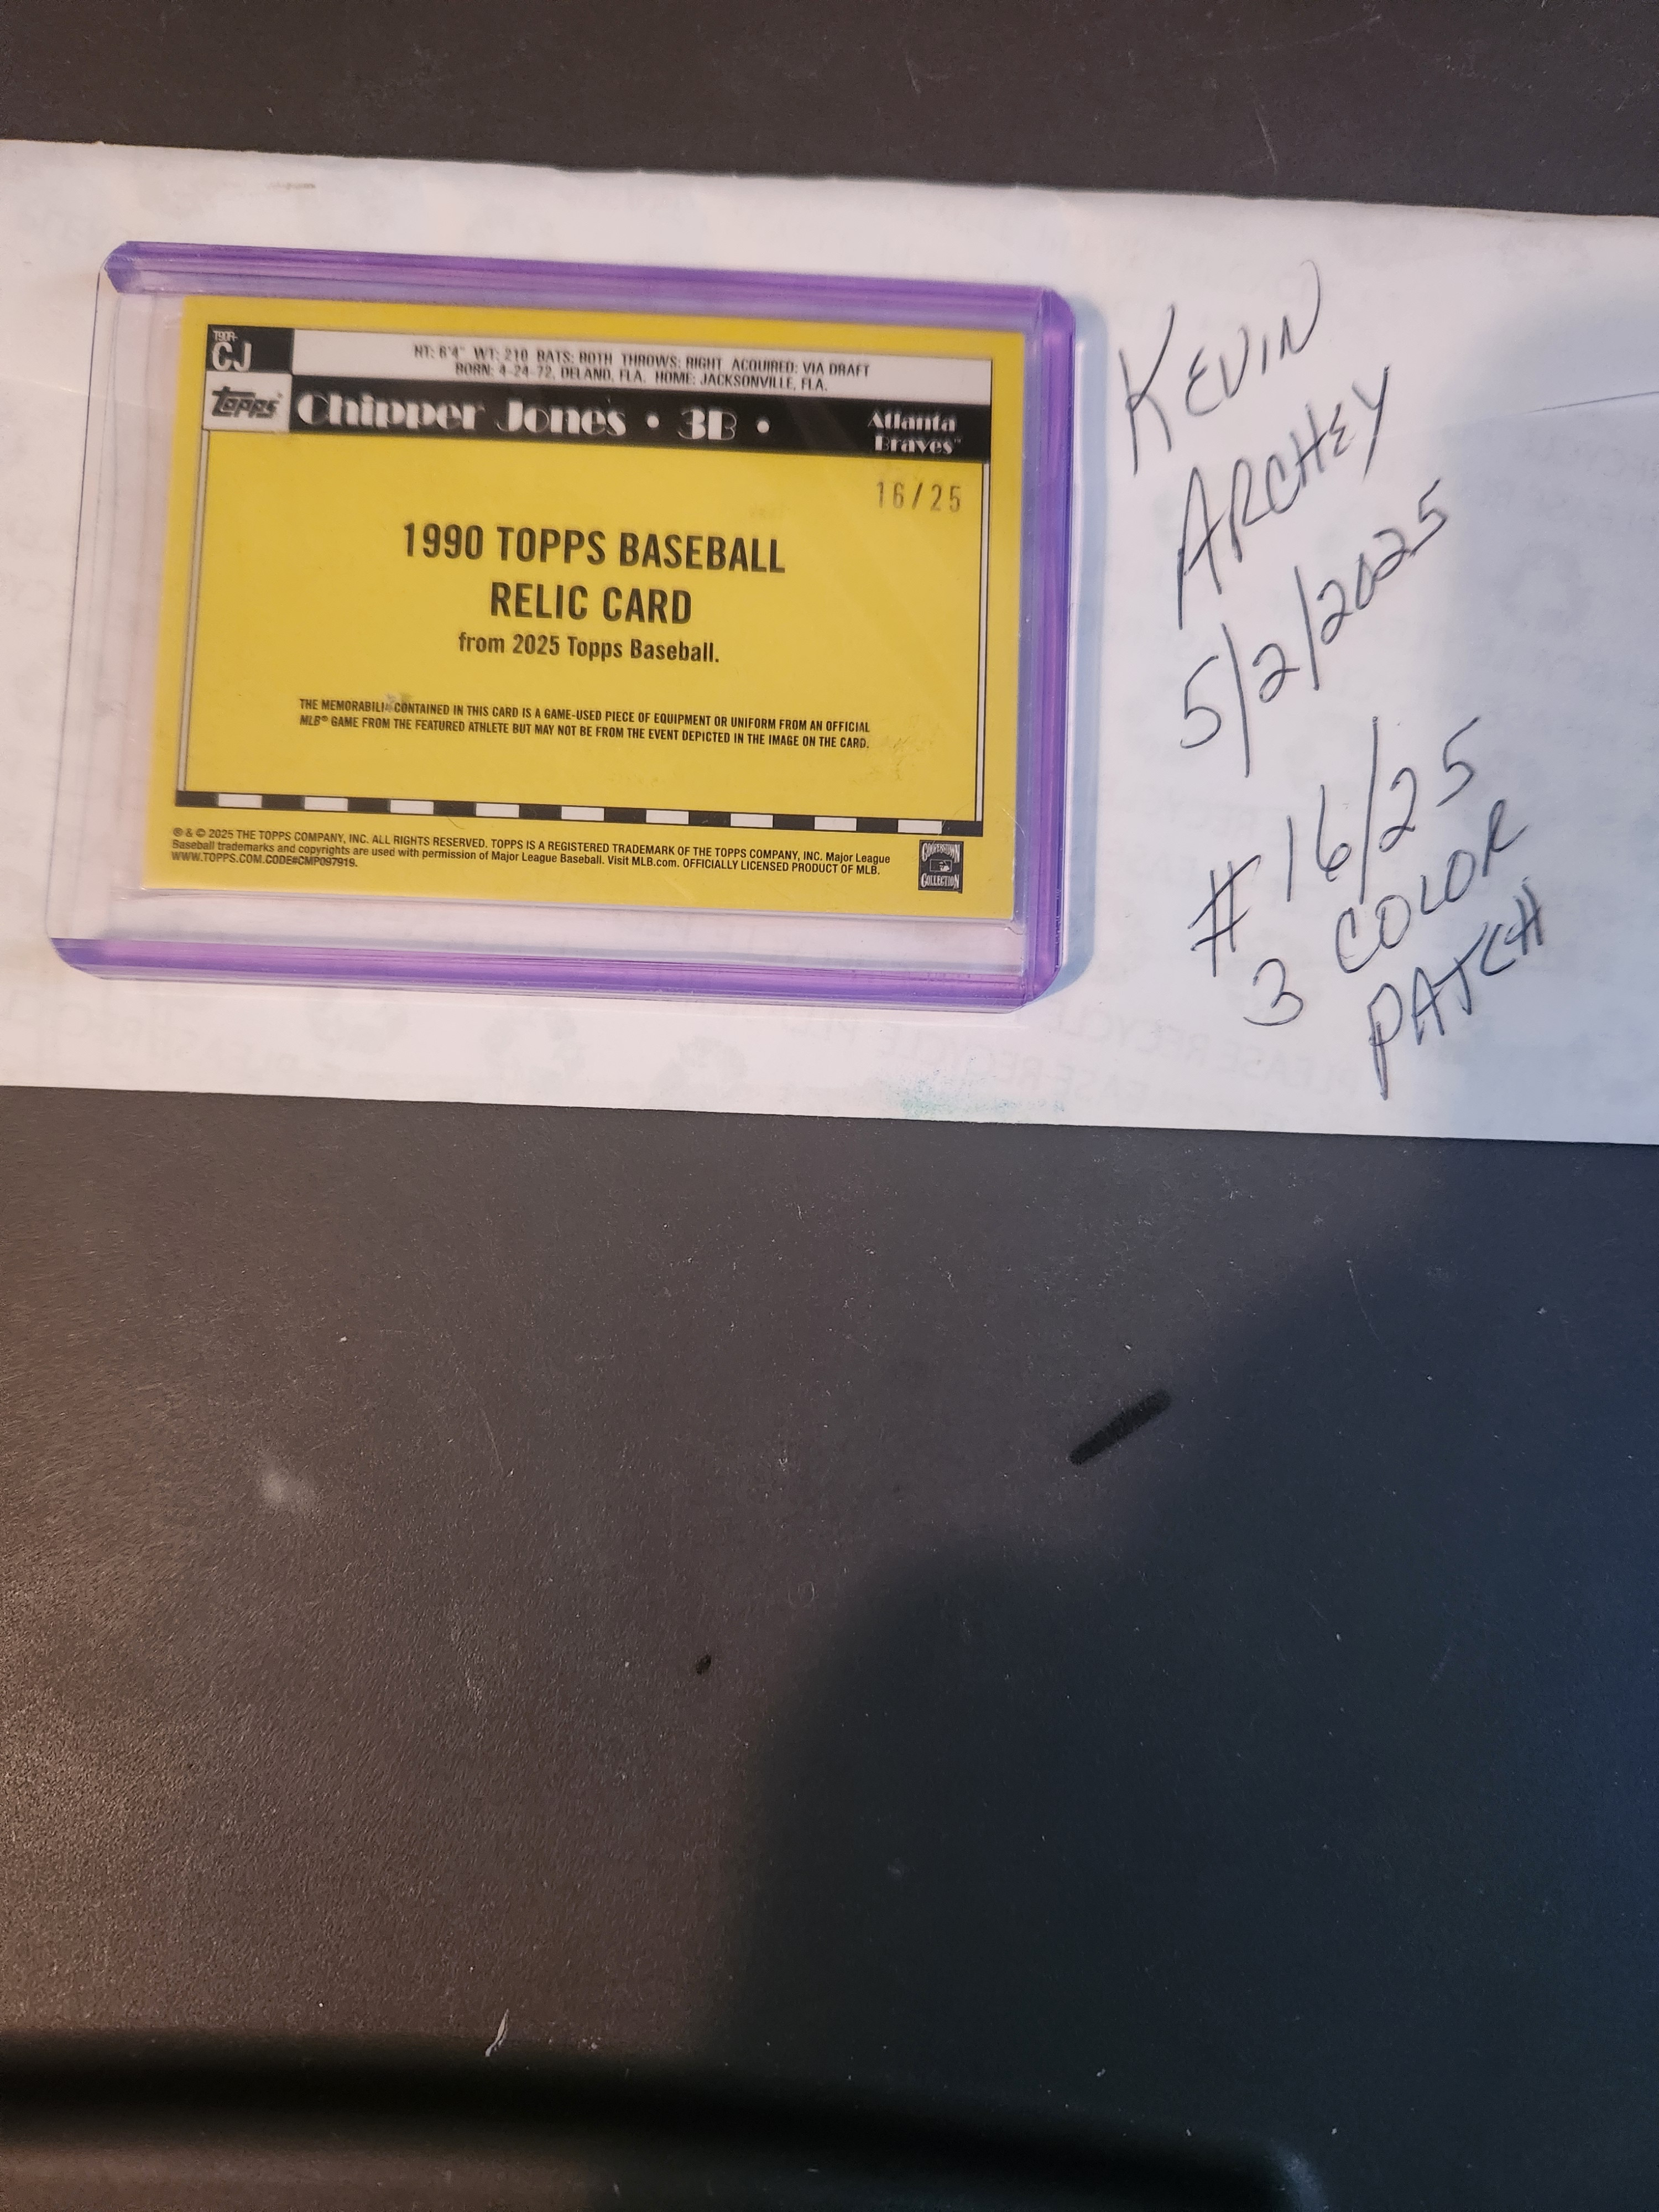 T90R-
CJ
HT: 6'4" WT: 210 BATS: BOTH THROWS: RIGHT ACQUIRED: VIA DRAFT
BORN: 4-24-72, DELAND, FLA. HOME: JACKSONVILLE, FLA.
Topps
Chipper Jones • 3B •
Atlanta
Braves™
16/25
1990 TOPPS BASEBALL
RELIC CARD
from 2025 Topps Baseball.
THE MEMORABILIA CONTAINED IN THIS CARD IS A GAME-USED PIECE OF EQUIPMENT OR UNIFORM FROM AN OFFICIAL
MLB® GAME FROM THE FEATURED ATHLETE BUT MAY NOT BE FROM THE EVENT DEPICTED IN THE IMAGE ON THE CARD.
® & © 2025 THE TOPPS COMPANY, INC. ALL RIGHTS RESERVED. TOPPS IS A REGISTERED TRADEMARK OF THE TOPPS COMPANY, INC. Major League
Baseball trademarks and copyrights are used with permission of Major League Baseball. Visit MLB.com. OFFICIALLY LICENSED PRODUCT OF MLB.
WWW.TOPPS.COM.CODE#CMP097919.
COOPERSTOWN
COLLECTION
KEVIN
ARCHEY
5/2/2025
#16/25
3 COLOR
PATCH